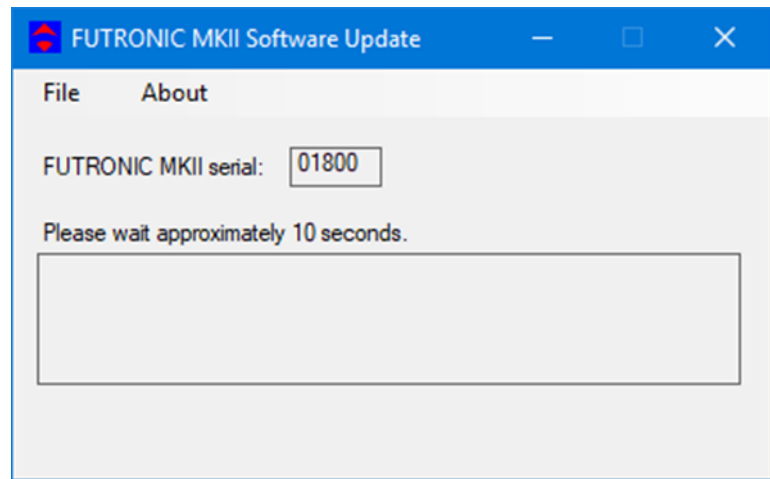 FUTRONIC MKII Software Update
File About
FUTRONIC MKII serial: 01800
Please wait approximately 10 seconds.